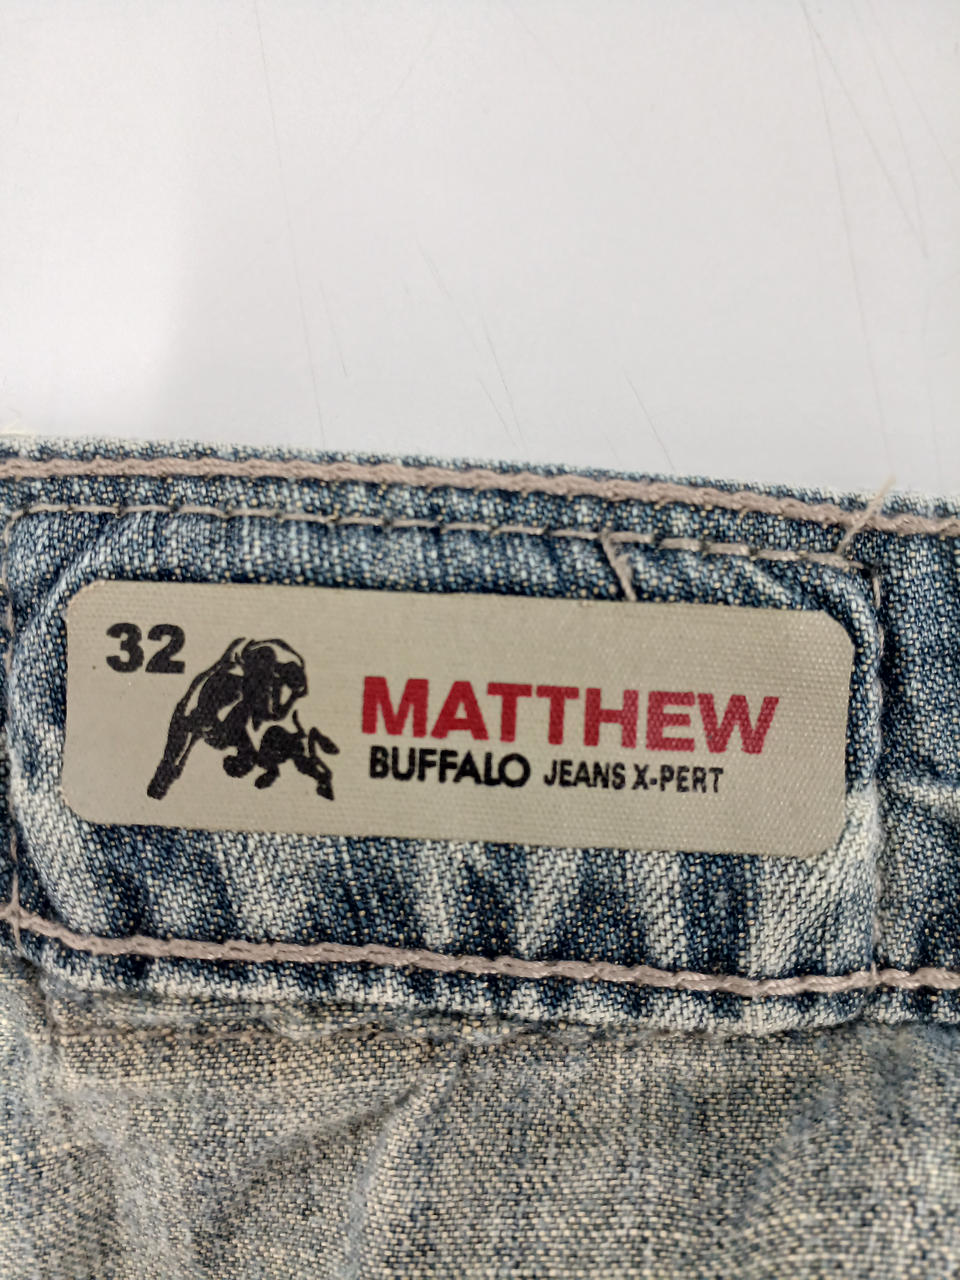 32
MATTHEW
BUFFALO JEANS X-PERT